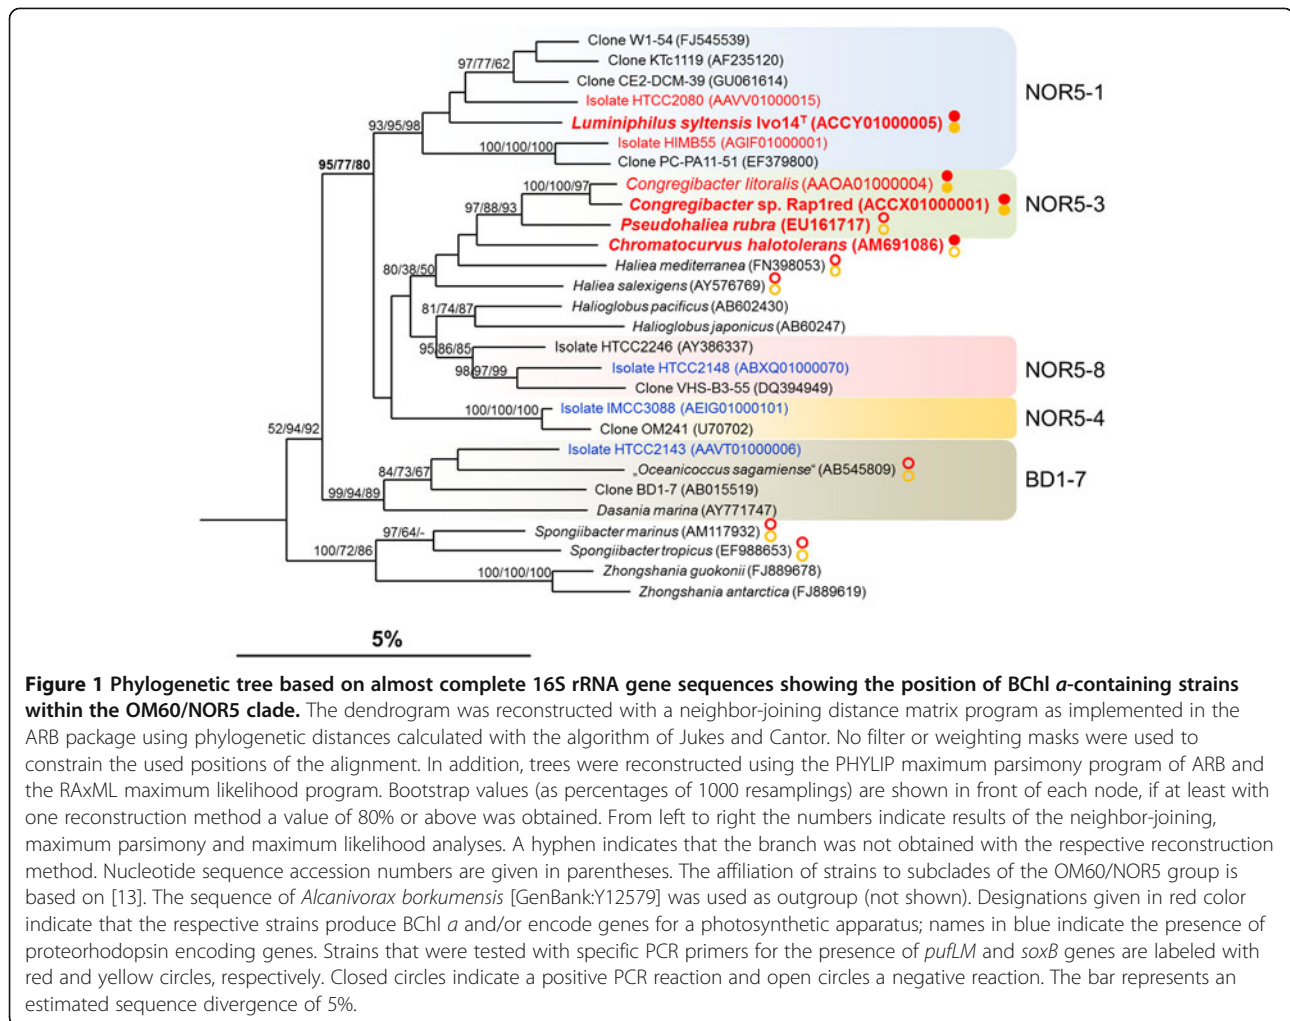 Clone W1-54 (FJ545539)
Clone KTc1119 (AF235120)
97/77/62
Clone CE2-DCM-39 (GU061614)
NOR5-1
Isolate HTCC2080 (AAVV01000015)
93/95/98
Luminiphilus syltensis Ivo14ᵀ (ACCY01000005)
Isolate HIMB55 (AGIF01000001)
100/100/100
Clone PC-PA11-51 (EF379800)
95/77/80
Congregibacter litoralis (AAOA01000004)
100/100/97
Congregibacter sp. Rap1red (ACCX01000001)
NOR5-3
97/88/93
Pseudohaliea rubra (EU161717)
Chromatocurvus halotolerans (AM691086)
Haliea mediterranea (FN398053)
80/38/50
Haliea salexigens (AY576769)
Halioglobus pacificus (AB602430)
81/74/87
Halioglobus japonicus (AB60247)
Isolate HTCC2246 (AY386337)
95/86/85
Isolate HTCC2148 (ABXQ01000070)
NOR5-8
98/97/99
Clone VHS-B3-55 (DQ394949)
Isolate IMCC3088 (AEIG01000101)
100/100/100
NOR5-4
Clone OM241 (U70702)
52/94/92
Isolate HTCC2143 (AAVT01000006)
„Oceanicoccus sagamiense“ (AB545809)
84/73/67
BD1-7
Clone BD1-7 (AB015519)
99/94/89
Dasania marina (AY771747)
Spongiibacter marinus (AM117932)
97/64/-
Spongiibacter tropicus (EF988653)
100/72/86
Zhongshania guokonii (FJ889678)
100/100/100
Zhongshania antarctica (FJ889619)
5%
Figure 1 Phylogenetic tree based on almost complete 16S rRNA gene sequences showing the position of BChl a-containing strains
within the OM60/NOR5 clade. The dendrogram was reconstructed with a neighbor-joining distance matrix program as implemented in the
ARB package using phylogenetic distances calculated with the algorithm of Jukes and Cantor. No filter or weighting masks were used to
constrain the used positions of the alignment. In addition, trees were reconstructed using the PHYLIP maximum parsimony program of ARB and
the RAxML maximum likelihood program. Bootstrap values (as percentages of 1000 resamplings) are shown in front of each node, if at least with
one reconstruction method a value of 80% or above was obtained. From left to right the numbers indicate results of the neighbor-joining,
maximum parsimony and maximum likelihood analyses. A hyphen indicates that the branch was not obtained with the respective reconstruction
method. Nucleotide sequence accession numbers are given in parentheses. The affiliation of strains to subclades of the OM60/NOR5 group is
based on [13]. The sequence of Alcanivorax borkumensis [GenBank:Y12579] was used as outgroup (not shown). Designations given in red color
indicate that the respective strains produce BChl a and/or encode genes for a photosynthetic apparatus; names in blue indicate the presence of
proteorhodopsin encoding genes. Strains that were tested with specific PCR primers for the presence of pufLM and soxB genes are labeled with
red and yellow circles, respectively. Closed circles indicate a positive PCR reaction and open circles a negative reaction. The bar represents an
estimated sequence divergence of 5%.